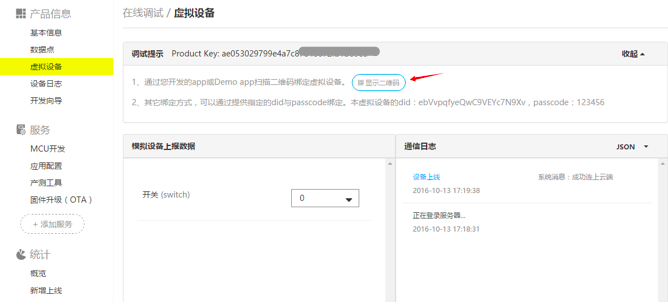 产品信息
基本信息
数据点
虚拟设备
设备日志
开发向导
服务
MCU开发
应用配置
产测工具
固件升级（OTA）
+ 添加服务
统计
概览
新增上线
在线调试 / 虚拟设备
调试提示 Product Key: ae053029799e4a7c8 收起
1、通过您开发的app或Demo app扫描二维码绑定虚拟设备。 显示二维码
2、其它绑定方式，可以通过提供指定的did与passcode绑定。本虚拟设备的did：ebVvpqfyeQwC9VEYc7N9Xv，passcode：123456
模拟设备上报数据
开关 (switch) 0
通信日志 JSON
设备上线 系统消息：成功连上云端
2016-10-13 17:19:38
正在登录服务器...
2016-10-13 17:18:31